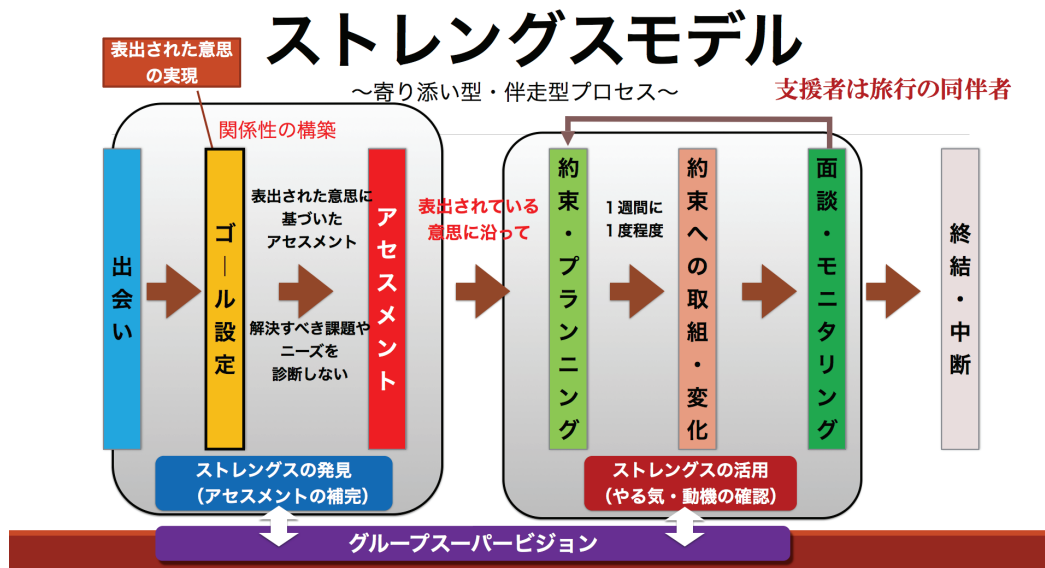 ストレングスモデル
〜寄り添い型・伴走型プロセス〜
支援者は旅行の同伴者
表出された意思
の実現
関係性の構築
出会い
ゴール設定
表出された意思に
基づいた
アセスメント
解決すべき課題や
ニーズを
診断しない
アセスメント
表出されている
意思に沿って
約束・プランニング
1週間に
1度程度
約束への取組・変化
面談・モニタリング
終結・中断
ストレングスの発見
（アセスメントの補完）
ストレングスの活用
（やる気・動機の確認）
グループスーパービジョン